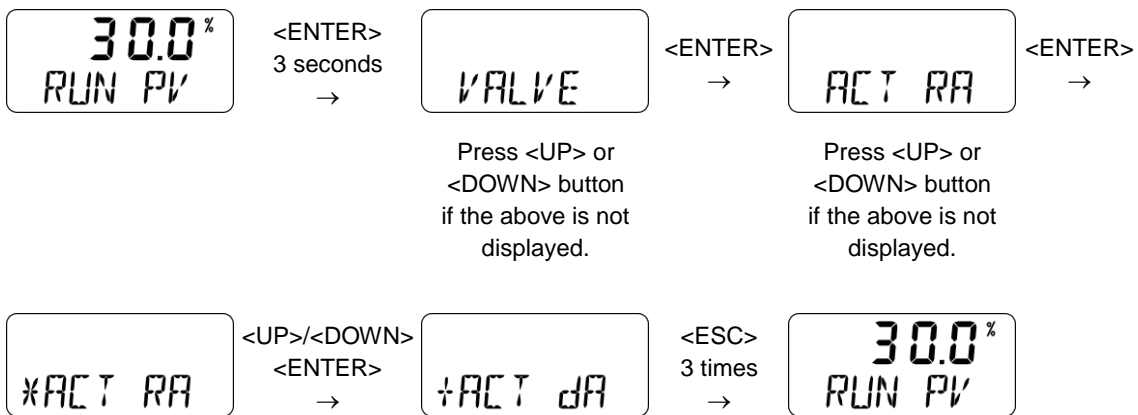 30.0%
RUN PV
<ENTER>
3 seconds
→
VALVE
<ENTER>
→
ACT RA
<ENTER>
→
Press <UP> or
<DOWN> button
if the above is not
displayed.
Press <UP> or
<DOWN> button
if the above is not
displayed.
*ACT RA
<UP>/<DOWN>
<ENTER>
→
+ACT dA
<ESC>
3 times
→
30.0%
RUN PV